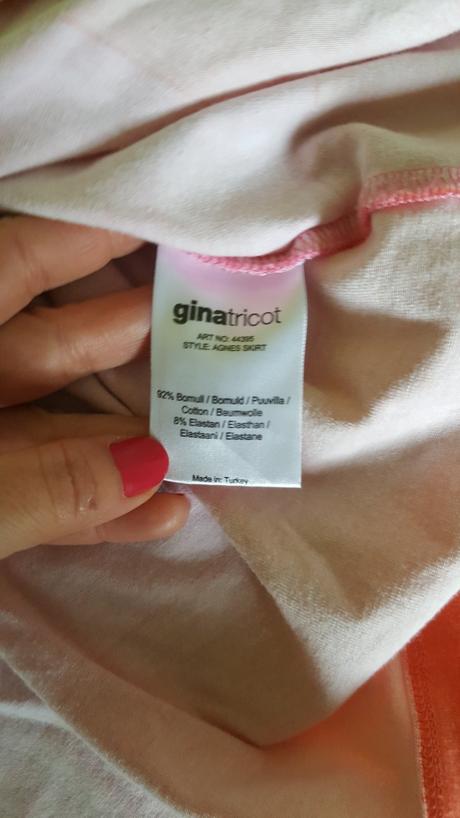 ginatricot
ART NO: 44395
STYLE: AGNES SKIRT
92% Bomull / Bomuld / Puuvilla /
Cotton / Baumwolle
8% Elastan / Elasthan /
Elastaani / Elastane
Made in: Turkey